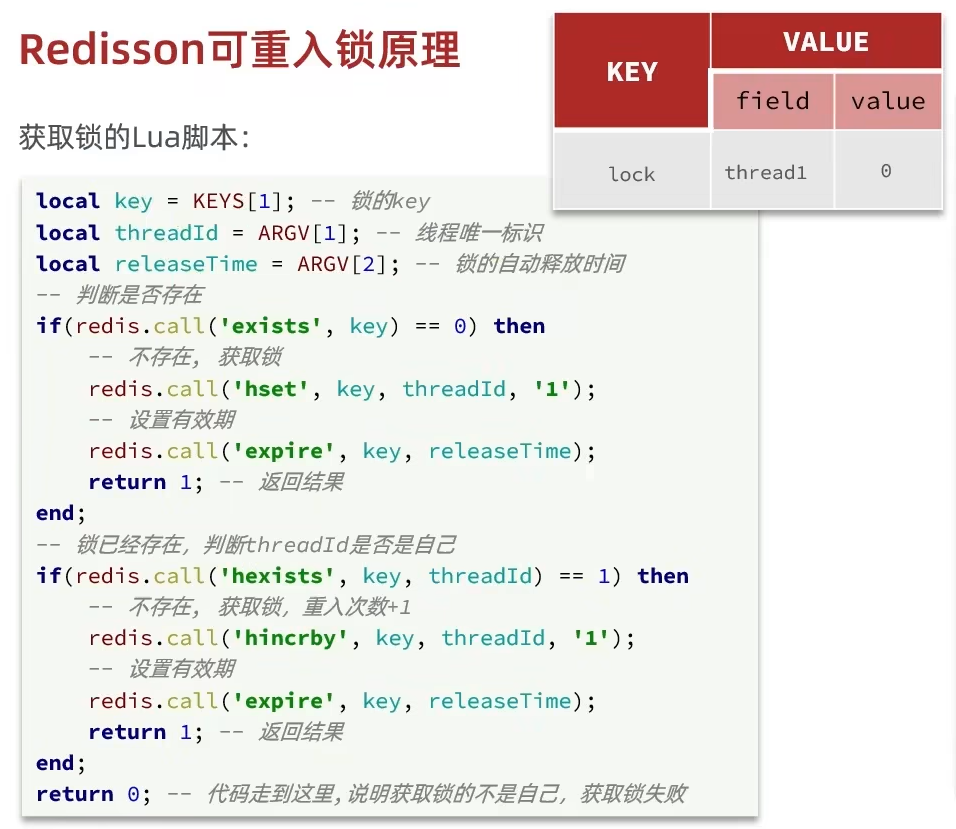 Redisson可重入锁原理
KEY
VALUE
field value
lock thread1 0
获取锁的Lua脚本：
local key = KEYS[1]; -- 锁的key
local threadId = ARGV[1]; -- 线程唯一标识
local releaseTime = ARGV[2]; -- 锁的自动释放时间
-- 判断是否存在
if(redis.call('exists', key) == 0) then
-- 不存在, 获取锁
redis.call('hset', key, threadId, '1');
-- 设置有效期
redis.call('expire', key, releaseTime);
return 1; -- 返回结果
end;
-- 锁已经存在，判断threadId是否是自己
if(redis.call('hexists', key, threadId) == 1) then
-- 不存在, 获取锁，重入次数+1
redis.call('hincrby', key, threadId, '1');
-- 设置有效期
redis.call('expire', key, releaseTime);
return 1; -- 返回结果
end;
return 0; -- 代码走到这里,说明获取锁的不是自己，获取锁失败